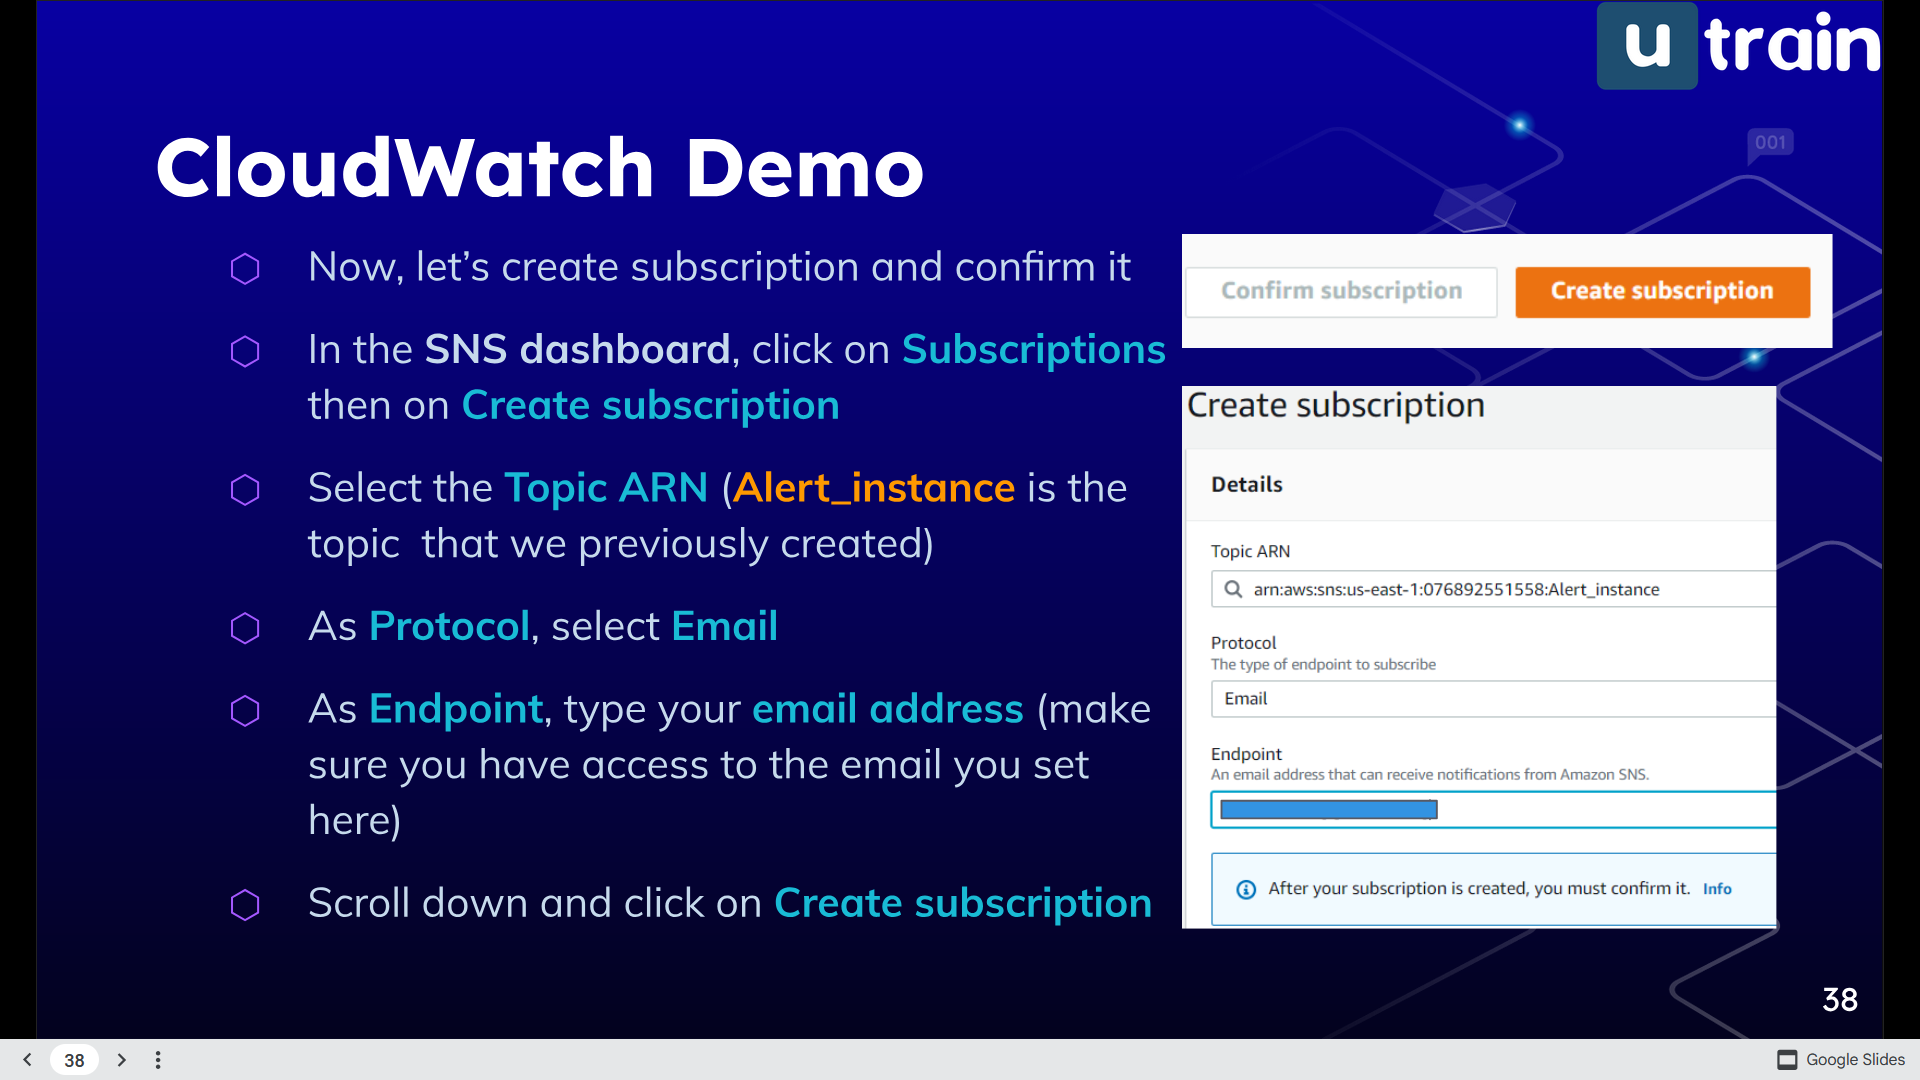 u train
001
CloudWatch Demo
Now, let’s create subscription and confirm it
In the SNS dashboard, click on Subscriptions
then on Create subscription
Select the Topic ARN (Alert_instance is the
topic  that we previously created)
As Protocol, select Email
As Endpoint, type your email address (make
sure you have access to the email you set
here)
Scroll down and click on Create subscription
Confirm subscription
Create subscription
Create subscription
Details
Topic ARN
arn:aws:sns:us-east-1:076892551558:Alert_instance
Protocol
The type of endpoint to subscribe
Email
Endpoint
An email address that can receive notifications from Amazon SNS.
After your subscription is created, you must confirm it. Info
38
38
Google Slides